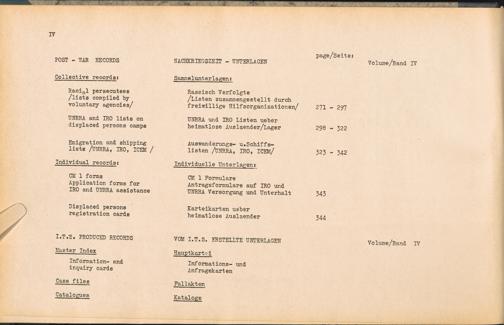 IV
page/Seite:
POST - WAR RECORDS NACHKRIEGSZEIT - UNTERLAGEN Volume/Band IV
Collective records: Sammelunterlagen:
Racial persecutees Rassisch Verfolgte
/lists compiled by /Listen zusammengestellt durch
voluntary agencies/ freiwillige Hilfsorganisationen/ 271 - 297
UNRRA and IRO lists on UNRRA und IRO Listen ueber
displaced persons camps heimatlose Auslaender/Lager 298 - 322
Emigration and shipping Auswanderungs- u.Schiffs-
lists /UNRRA, IRO, ICEM / listen /UNRRA, IRO, ICEM/ 323 - 342
Individual records: Individuelle Unterlagen:
CM 1 forms CM 1 Formulare
Application forms for Antragsformulare auf IRO und
IRO and UNRRA assistance UNRRA Versorgung und Unterhalt 343
Displaced persons Karteikarten ueber
registration cards heimatlose Auslaender 344
I.T.S. PRODUCED RECORDS VOM I.T.S. ERSTELLTE UNTERLAGEN Volume/Band IV
Master Index Hauptkartei
Information- and Informations- und
inquiry cards Anfragekarten
Case files Fallakten
Catalogues Kataloge